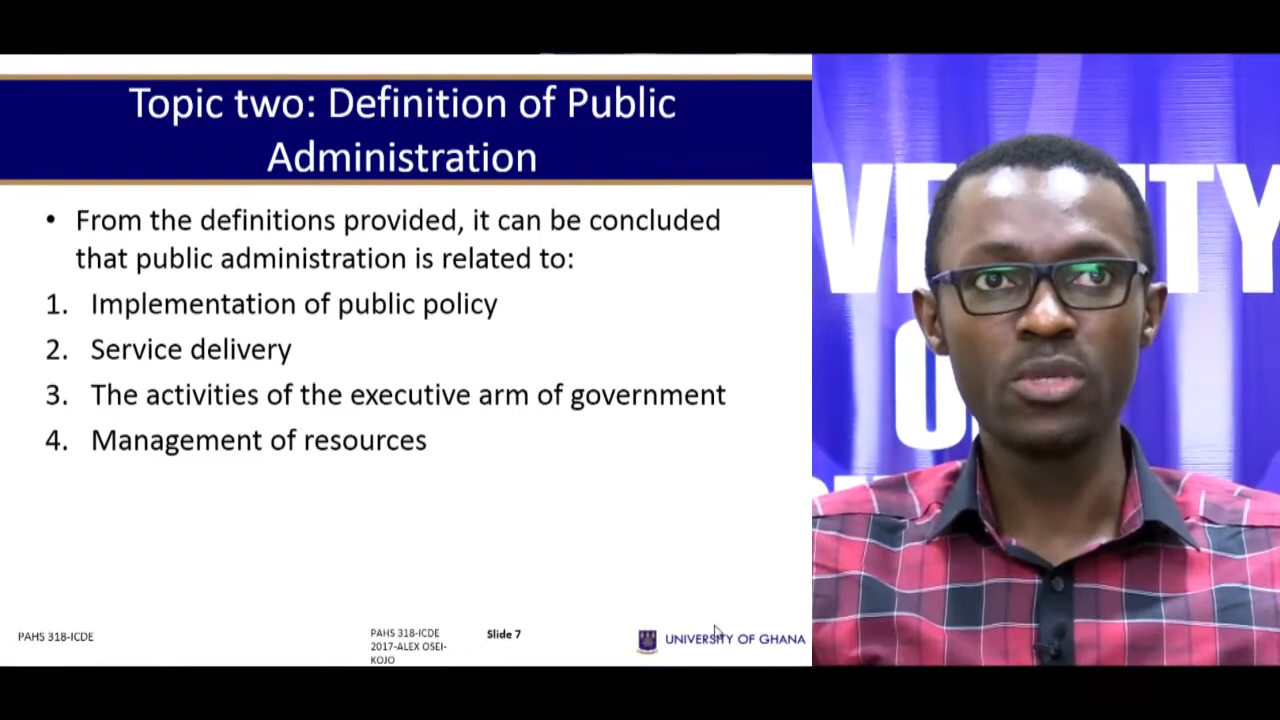 Topic two: Definition of Public
Administration
• From the definitions provided, it can be concluded
that public administration is related to:
1. Implementation of public policy
2. Service delivery
3. The activities of the executive arm of government
4. Management of resources
PAHS 318-ICDE
PAHS 318-ICDE
2017-ALEX OSEI-
KOJO
Slide 7
UNIVERSITY OF GHANA
OF